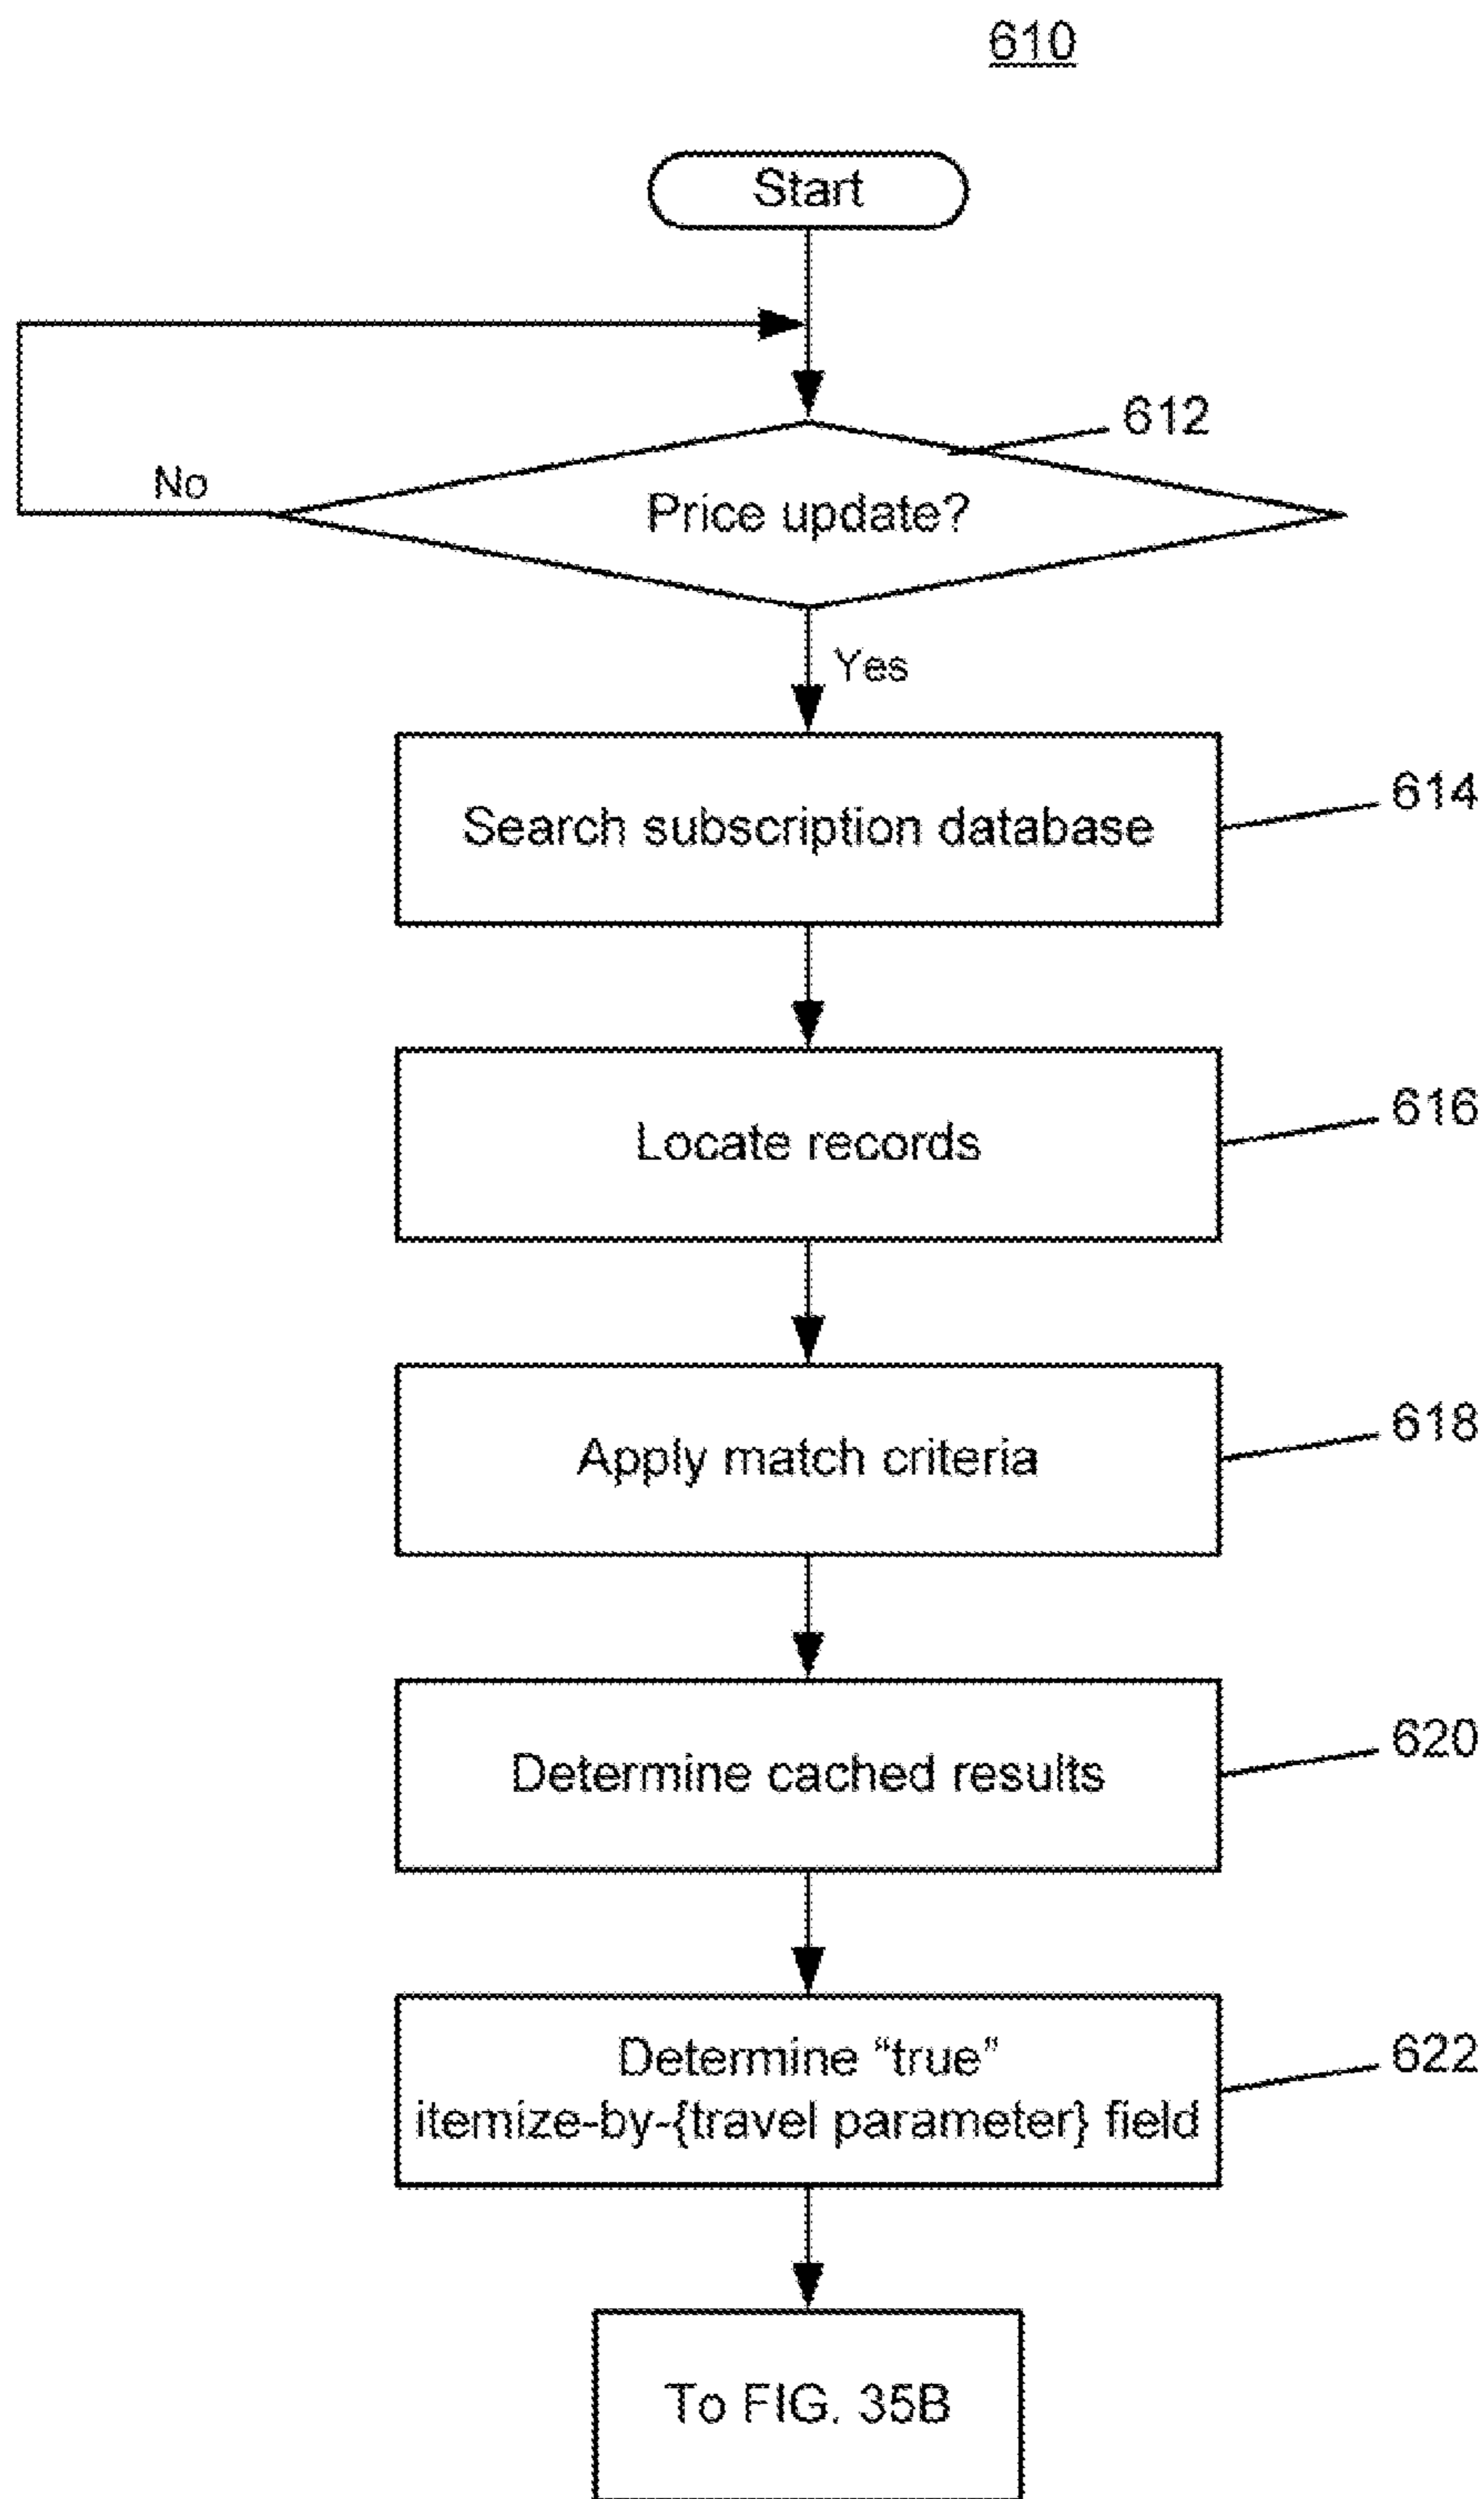 610
Start
612
No
Price update?
Yes
614
Search subscription database
616
Locate records
618
Apply match criteria
620
Determine cached results
622
Determine “true”
itemize-by-{travel parameter} field
To FIG. 35B